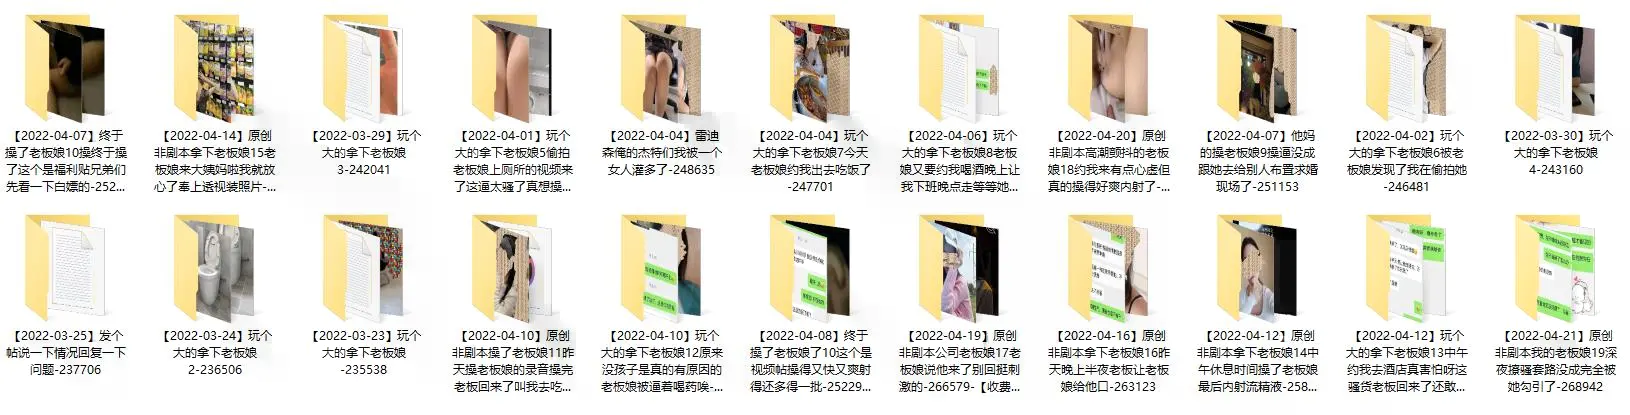 【2022-04-07】终于
操了老板娘10操终于操
了这个是福利贴兄弟们
先看一下白嫖的-252...
【2022-04-14】原创
非剧本拿下老板娘15老
板娘来大姨妈啦我就放
心了奉上透视装照片-...
【2022-03-29】玩个
大的拿下老板娘
3-242041
【2022-04-01】玩个
大的拿下老板娘5偷拍
老板娘上厕所的视频来
了这逼太骚了真想操...
【2022-04-04】雷迪
森俺的杰特们我被一个
女人灌多了-248635
【2022-04-04】玩个
大的拿下老板娘7今天
老板娘约我出去吃饭了
-247701
【2022-04-06】玩个
大的拿下老板娘8老板
娘又要约我喝酒晚上让
我下班晚点走等等她...
【2022-04-20】原创
非剧本高潮颤抖的老板
娘18约我来有点心虚但
真的操得好爽内射了-...
【2022-04-07】他妈
的操老板娘9操逼没成
跟她去给别人布置求婚
现场了-251153
【2022-04-02】玩个
大的拿下老板娘6被老
板娘发现了我在偷拍她
-246481
【2022-03-30】玩个
大的拿下老板娘
4-243160
【2022-03-25】发个
帖说一下情况回复一下
问题-237706
【2022-03-24】玩个
大的拿下老板娘
2-236506
【2022-03-23】玩个
大的拿下老板娘
-235538
【2022-04-10】原创
非剧本操了老板娘11昨
天操老板娘的录音操完
老板回来了叫我去吃...
【2022-04-10】玩个
大的拿下老板娘12原来
没孩子是真的有原因的
老板娘被逼着喝药唉-...
【2022-04-08】终于
操了老板娘了10这个是
视频帖操得又快又爽射
得还多得一批-25229...
【2022-04-19】原创
非剧本公司老板娘17老
板娘说他来了别回挺刺
激的-266579-【收费...
【2022-04-16】原创
非剧本拿下老板娘16昨
天晚上半夜老板让老板
娘给他口-263123
【2022-04-12】原创
非剧本拿下老板娘14中
午休息时间操了老板娘
最后内射流精液-258...
【2022-04-12】玩个
大的拿下老板娘13中午
约我去酒店真害怕呀这
骚货老板回来了还敢...
【2022-04-21】原创
非剧本我的老板娘19深
夜撩骚套路没成完全被
她勾引了-268942